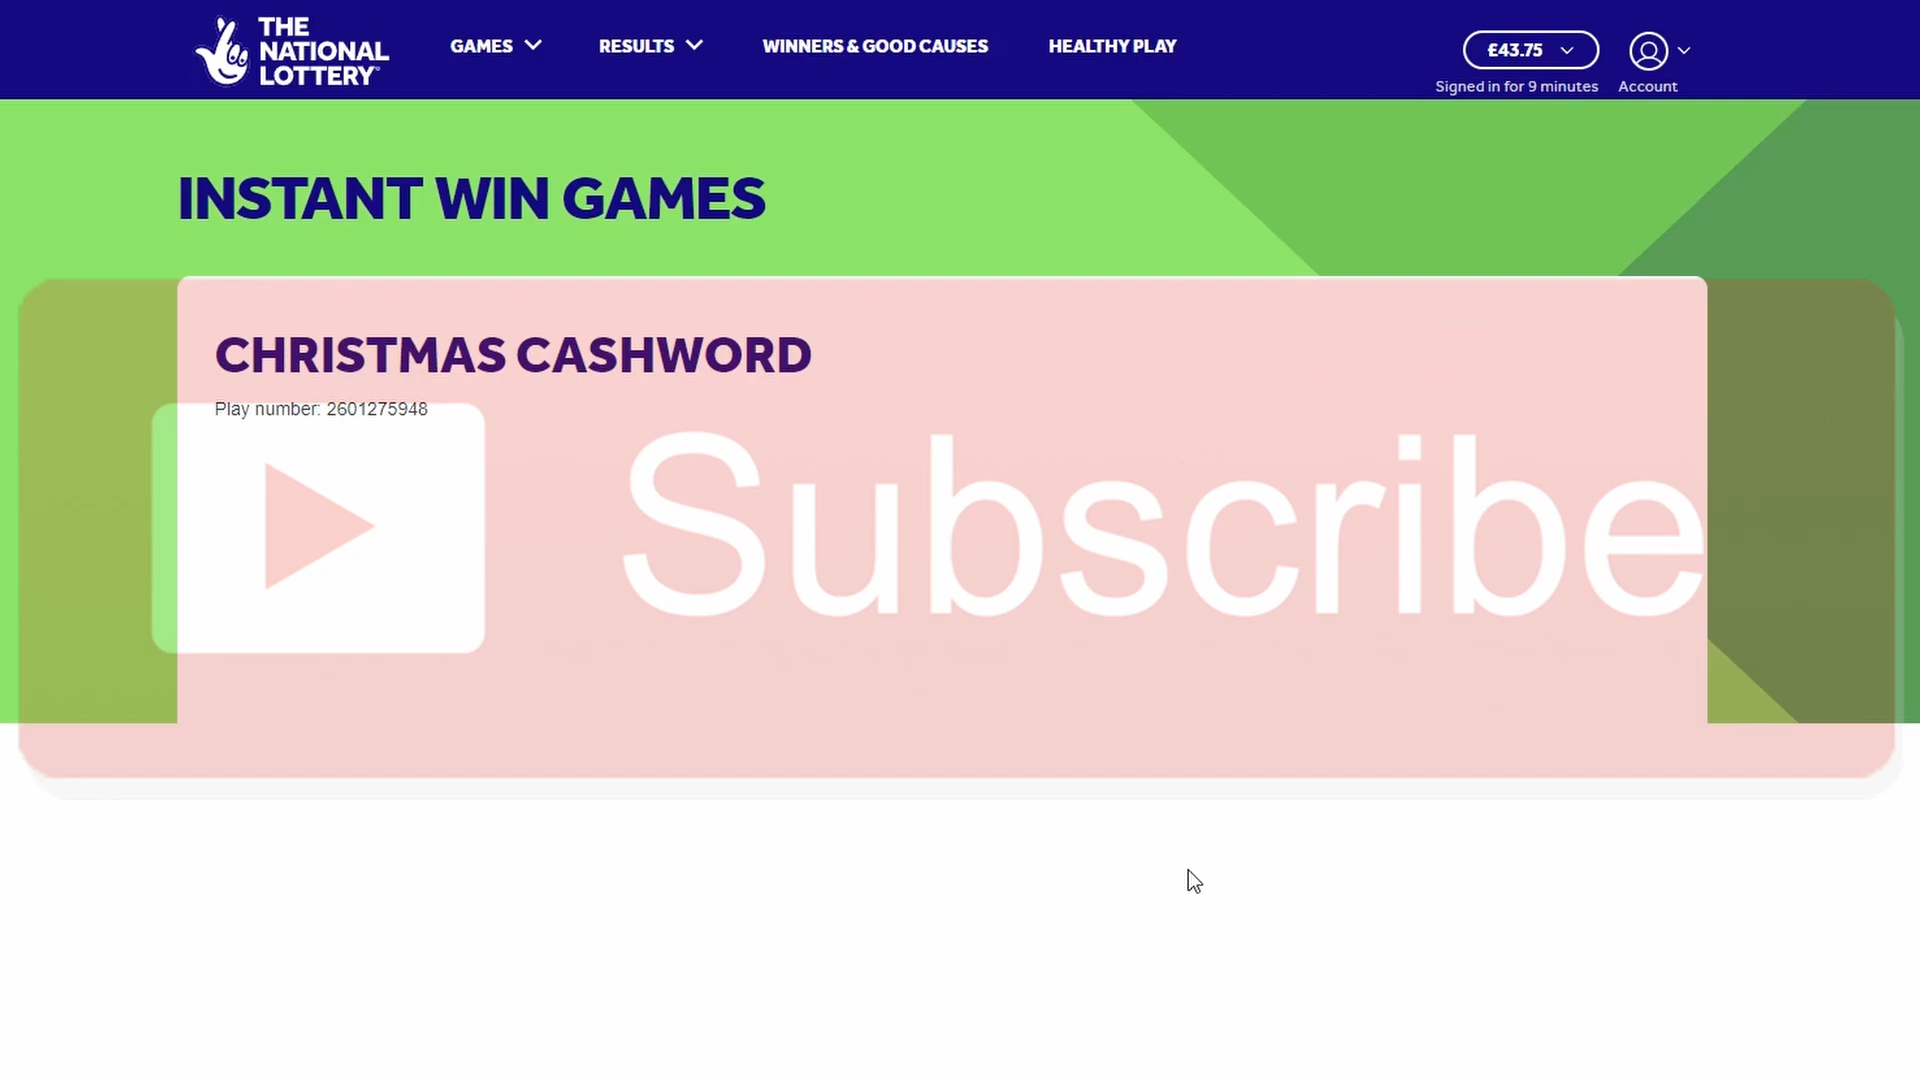 THE
NATIONAL
LOTTERY
GAMES
RESULTS
WINNERS & GOOD CAUSES
HEALTHY PLAY
£43.75
Signed in for 9 minutes
Account
INSTANT WIN GAMES
CHRISTMAS CASHWORD
Play number: 2601275948
Subscribe